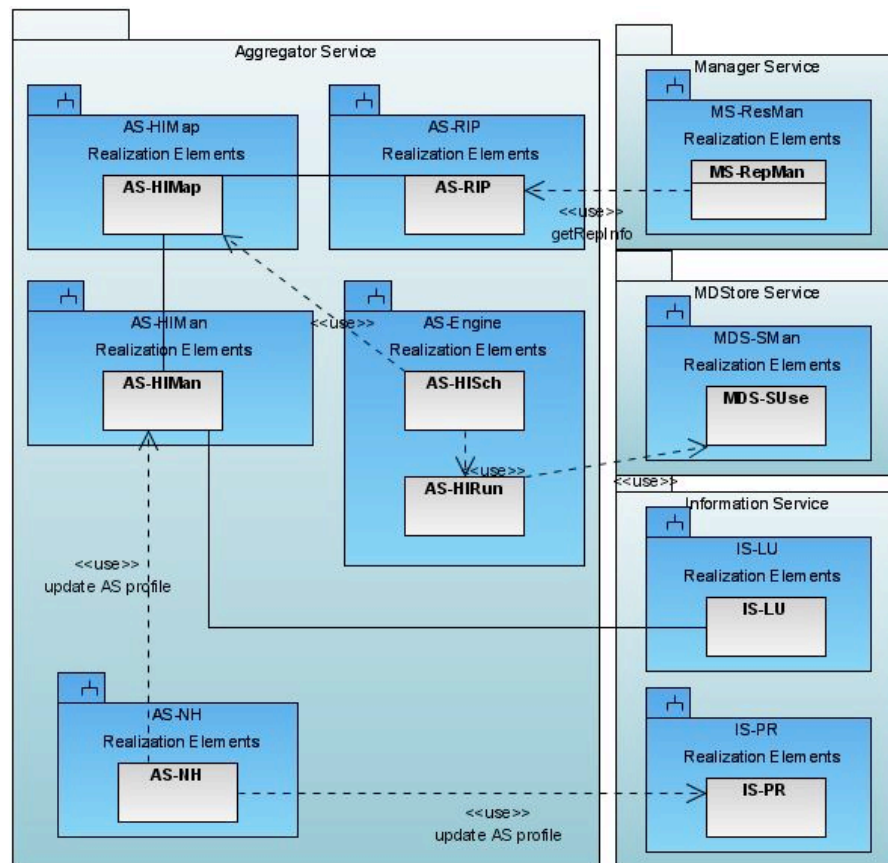 Aggregator Service
AS-HIMap
Realization Elements
AS-HIMap
AS-RIP
Realization Elements
AS-RIP
Manager Service
MS-ResMan
Realization Elements
MS-RepMan
<<use>>
getRepInfo
AS-HIMan
Realization Elements
AS-HIMan
<<use>>
AS-Engine
Realization Elements
AS-HISch
<<use>>
AS-HIRun
MDStore Service
MDS-SMan
Realization Elements
MDS-SUse
<<use>>
Information Service
IS-LU
Realization Elements
IS-LU
<<use>>
update AS profile
AS-NH
Realization Elements
AS-NH
<<use>>
update AS profile
IS-PR
Realization Elements
IS-PR